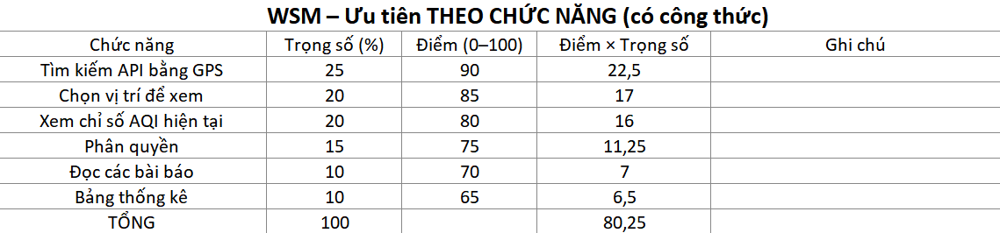 WSM – Ưu tiên THEO CHỨC NĂNG (có công thức)
Chức năng Trọng số (%) Điểm (0–100) Điểm × Trọng số Ghi chú
Tìm kiếm API bằng GPS 25 90 22,5
Chọn vị trí để xem 20 85 17
Xem chỉ số AQI hiện tại 20 80 16
Phân quyền 15 75 11,25
Đọc các bài báo 10 70 7
Bảng thống kê 10 65 6,5
TỔNG 100 80,25